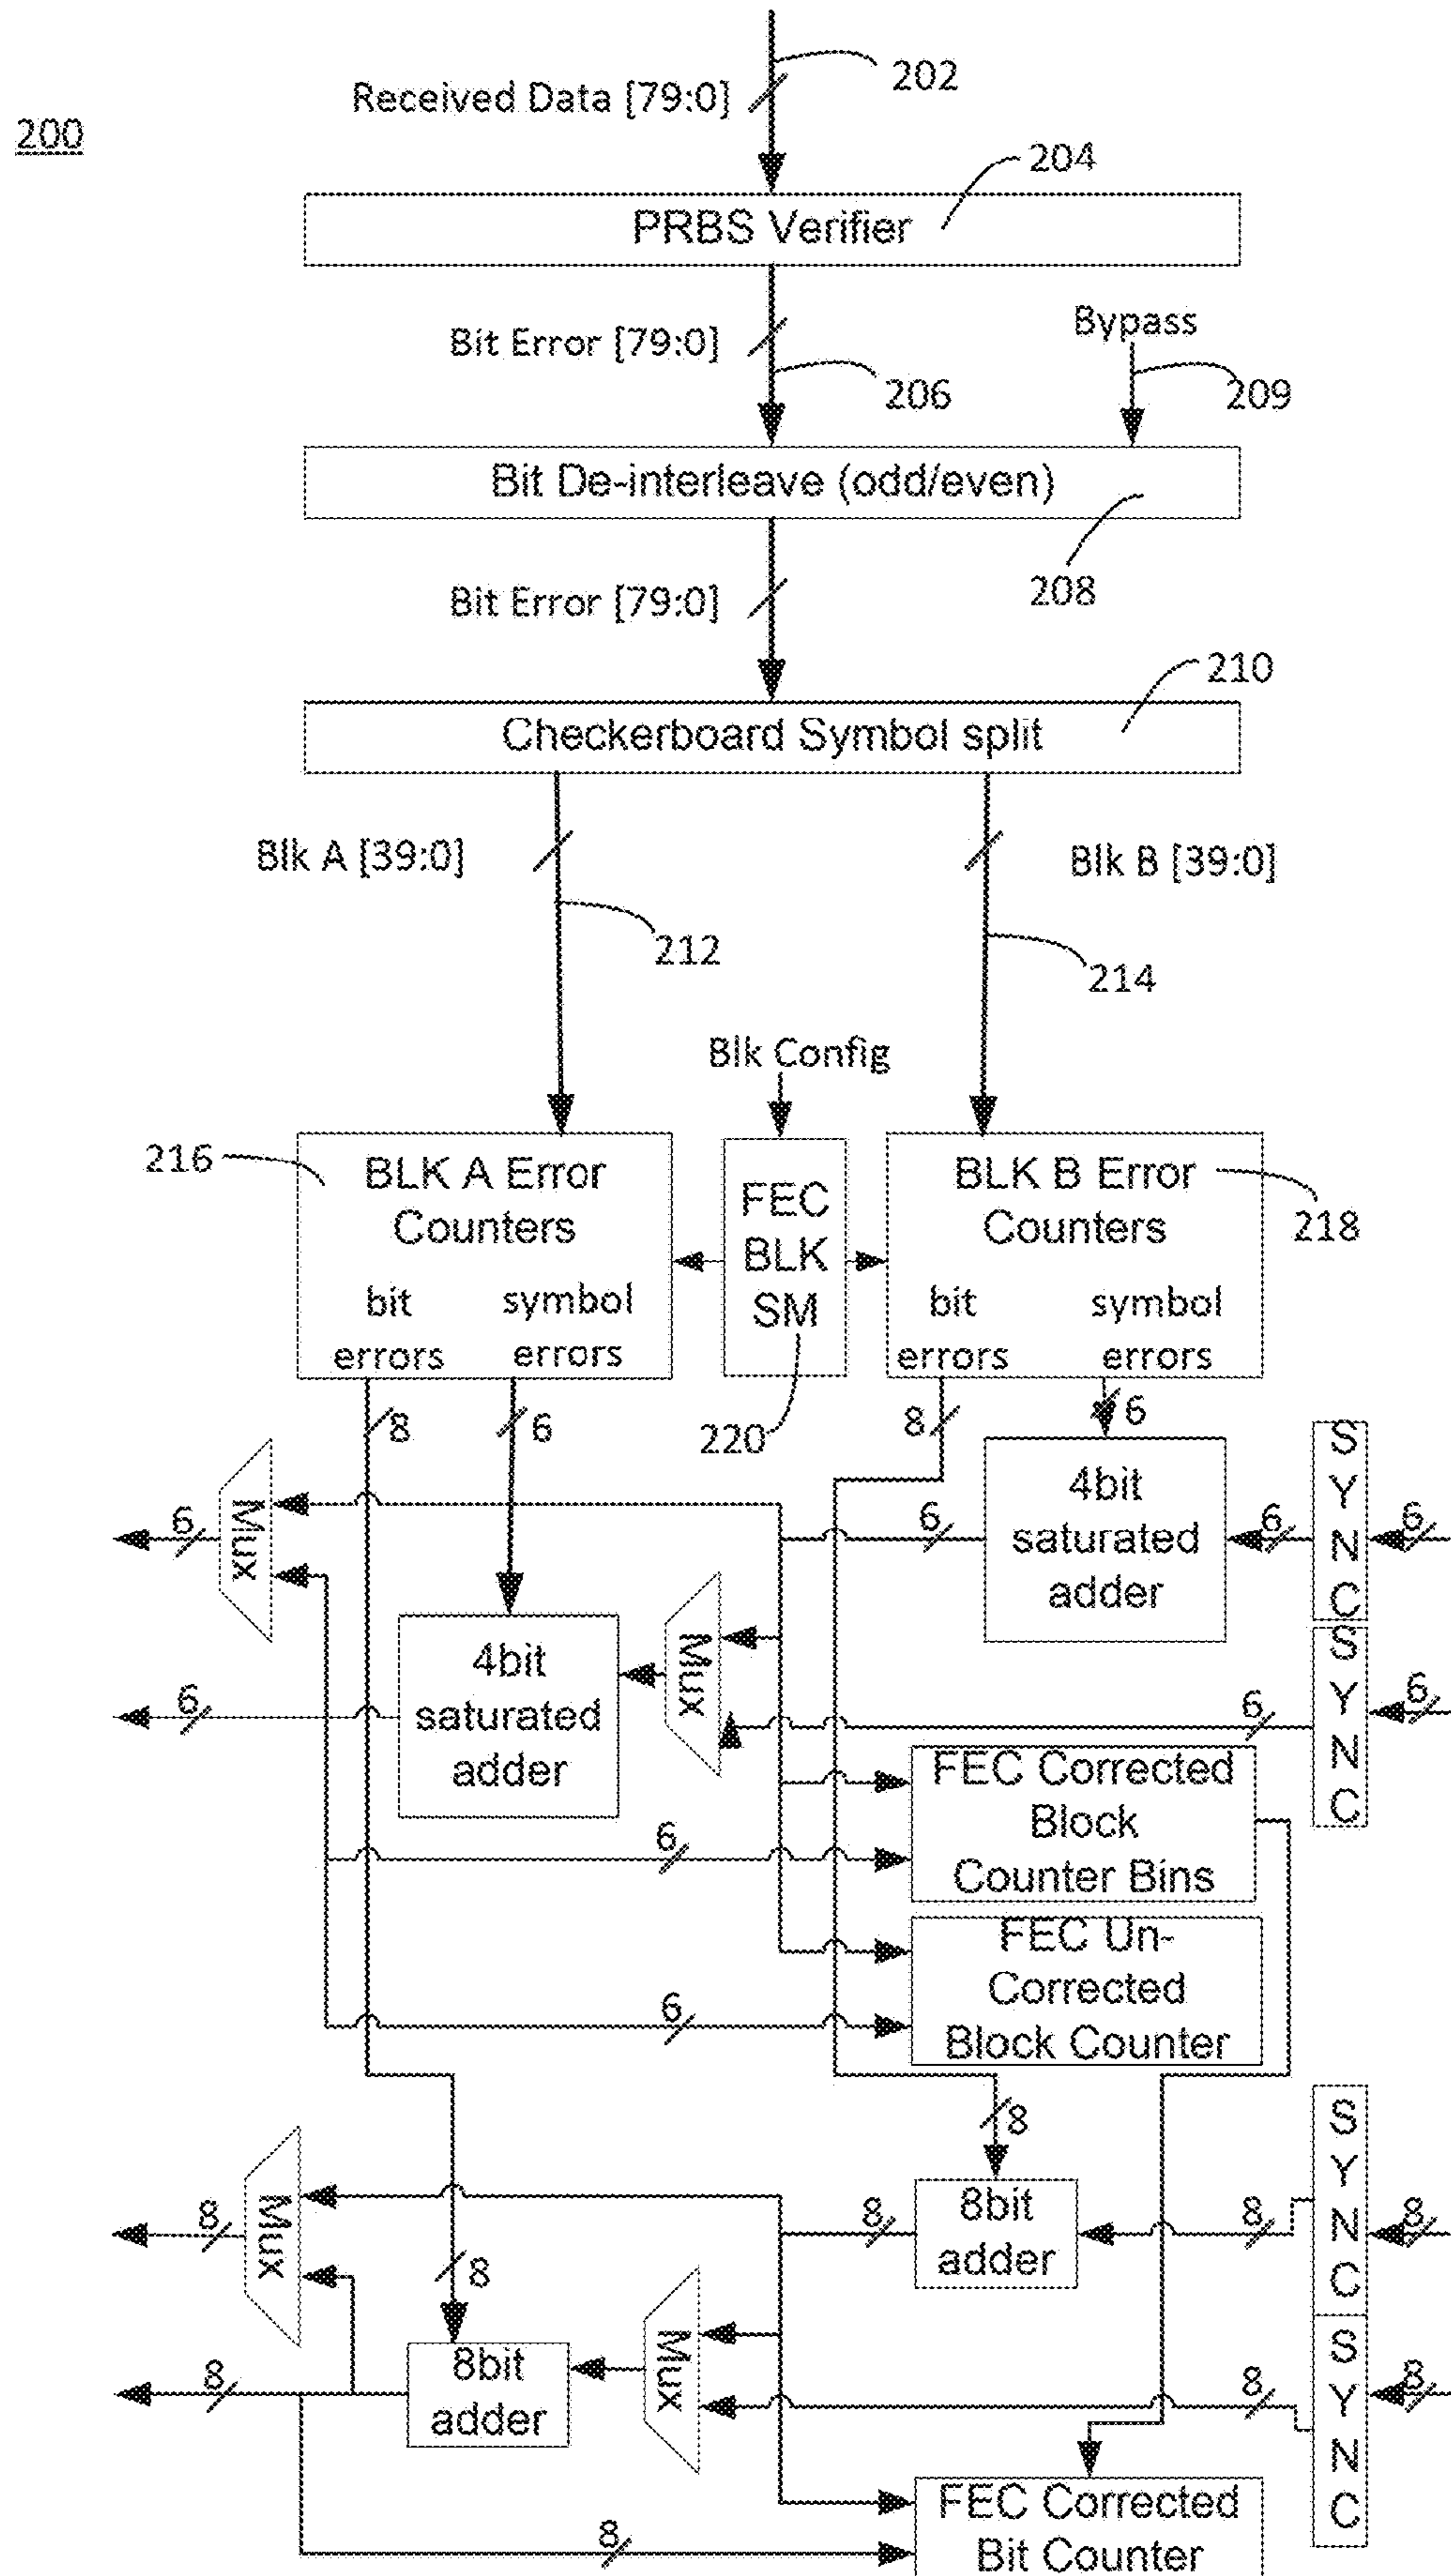 202
Received Data [79:0]
200
204
PRBS Verifier
Bit Error [79:0]
Bypass
206
209
Bit De-interleave (odd/even)
208
Bit Error [79:0]
210
Checkerboard Symbol split
Blk A [39:0]
Blk B [39:0]
212
214
Blk Config
216
BLK A Error
Counters
bit
errors
symbol
errors
FEC
BLK
SM
220
BLK B Error
Counters
bit
errors
symbol
errors
218
8
6
8
6
Mux
6
6
4bit
saturated
adder
6
SYNC
6
4bit
saturated
adder
6
Mux
6
SYNC
6
FEC Corrected
Block
Counter Bins
6
FEC Un-
Corrected
Block Counter
6
8
Mux
8
8
8
8bit
adder
8
SYNC
8
8
8bit
adder
Mux
8
SYNC
8
FEC Corrected
Bit Counter
8